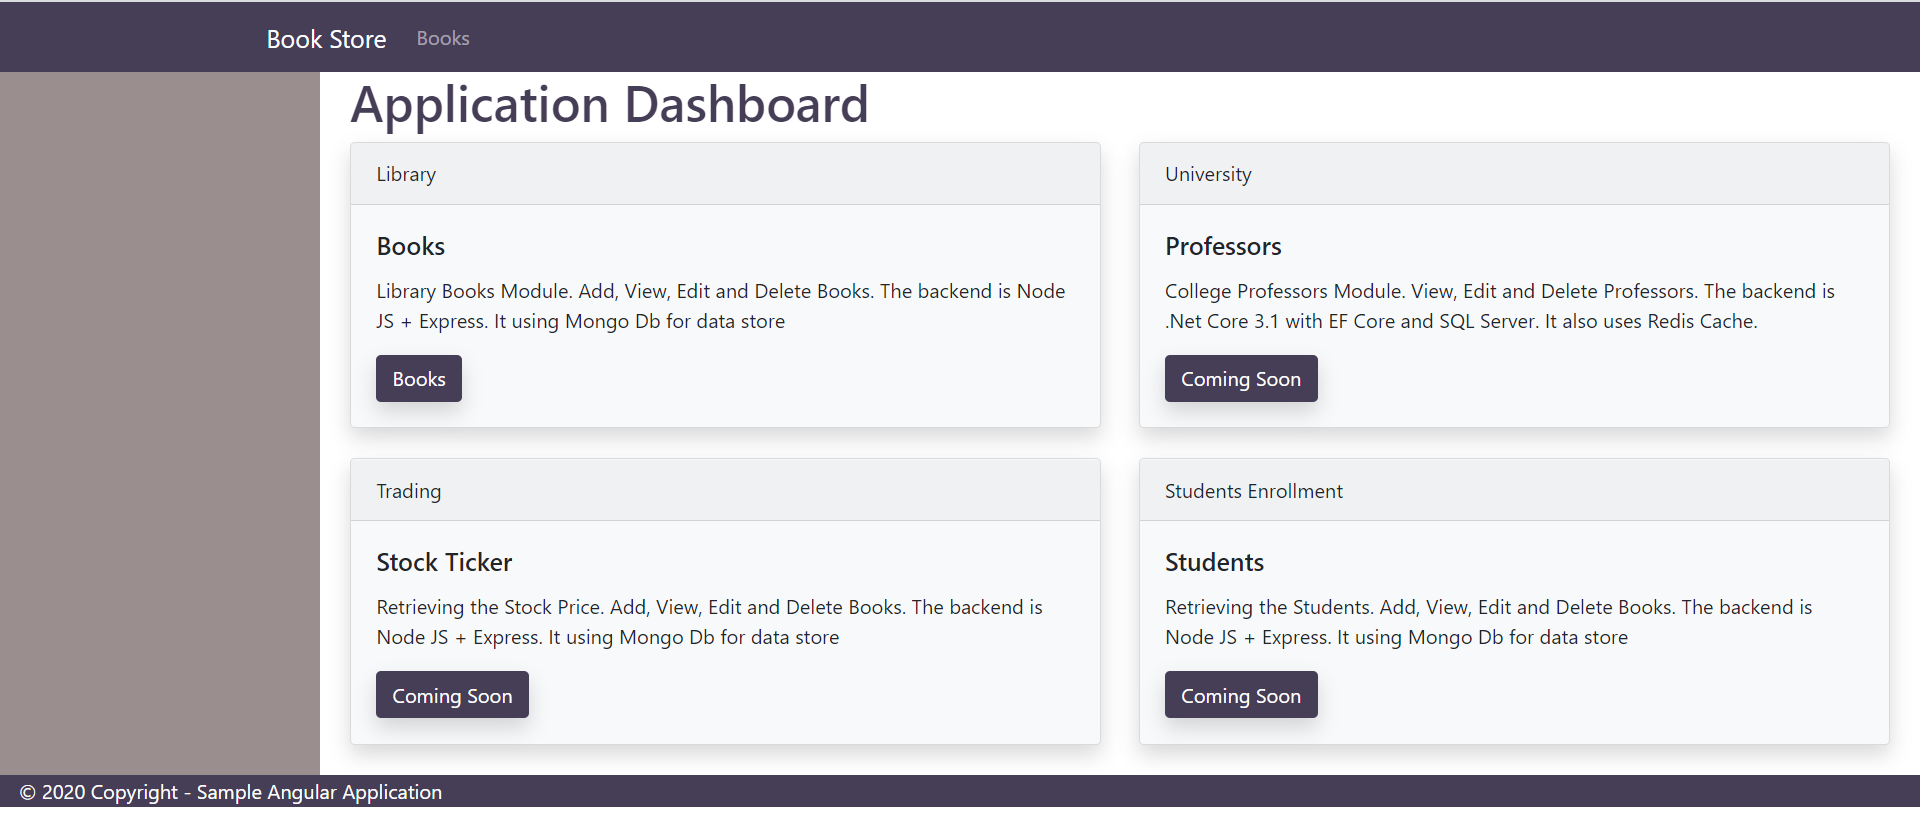 Book Store Books
Application Dashboard
Library
Books
Library Books Module. Add, View, Edit and Delete Books. The backend is Node
JS + Express. It using Mongo Db for data store
Books
University
Professors
College Professors Module. View, Edit and Delete Professors. The backend is
.Net Core 3.1 with EF Core and SQL Server. It also uses Redis Cache.
Coming Soon
Trading
Stock Ticker
Retrieving the Stock Price. Add, View, Edit and Delete Books. The backend is
Node JS + Express. It using Mongo Db for data store
Coming Soon
Students Enrollment
Students
Retrieving the Students. Add, View, Edit and Delete Books. The backend is
Node JS + Express. It using Mongo Db for data store
Coming Soon
© 2020 Copyright - Sample Angular Application